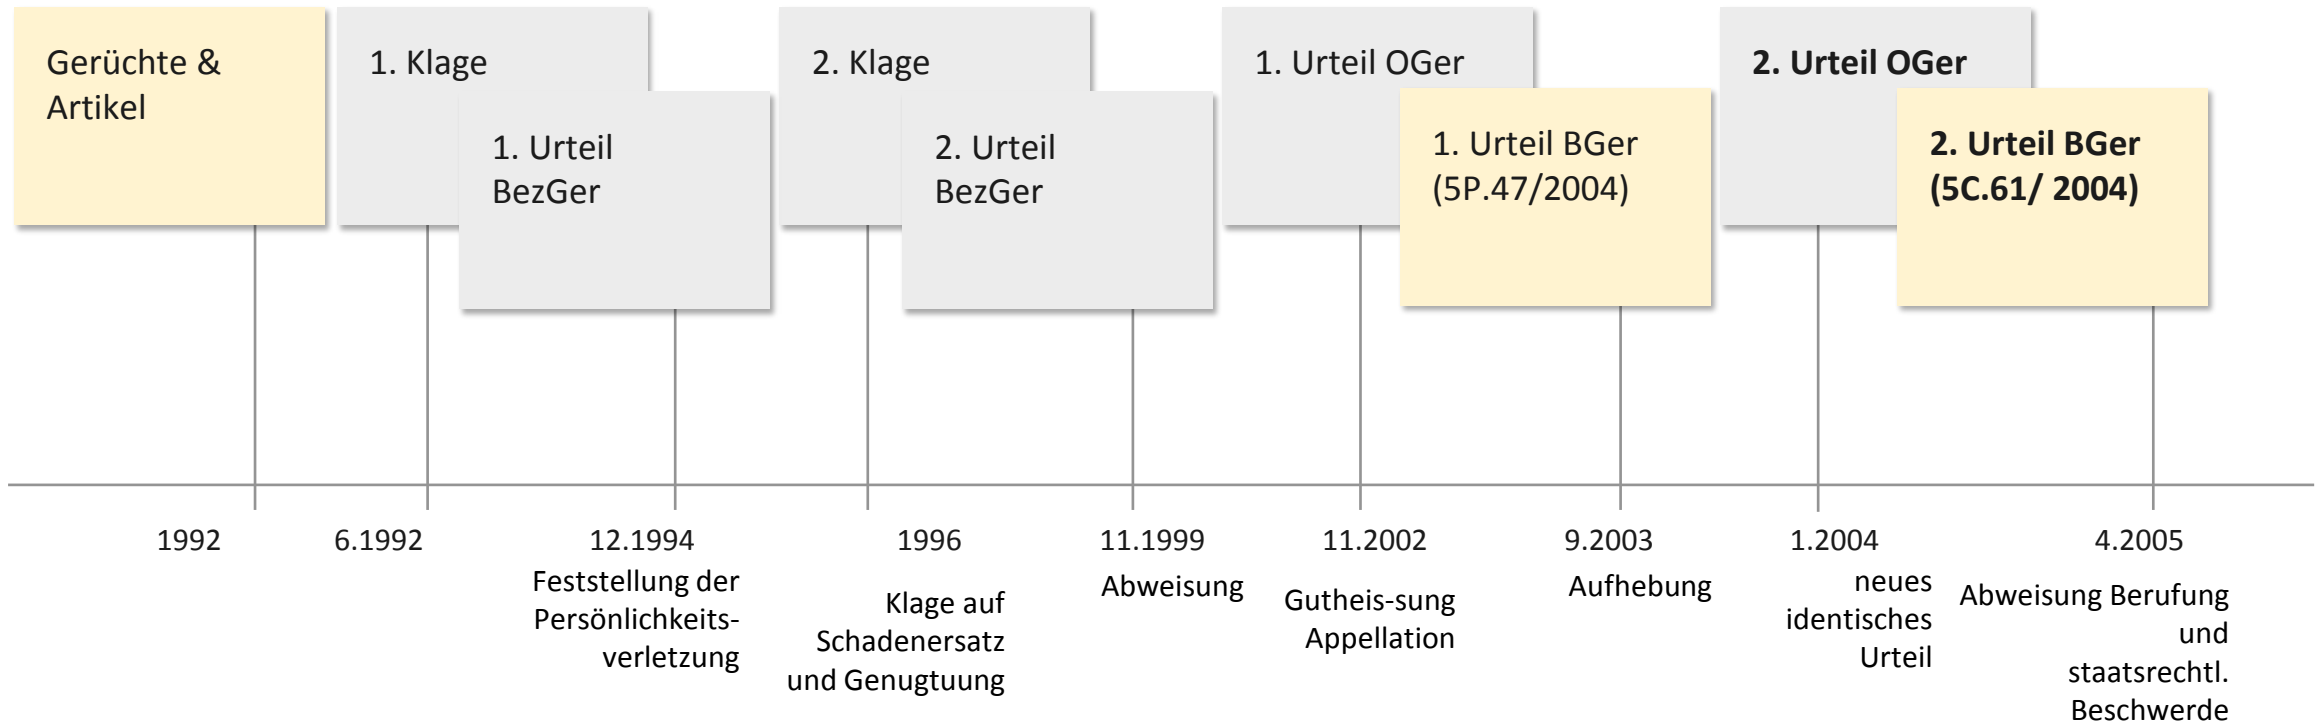 Gerüchte &
Artikel
1. Klage
1. Urteil
BezGer
2. Klage
2. Urteil
BezGer
1. Urteil OGer
1. Urteil BGer
(5P.47/2004)
2. Urteil OGer
2. Urteil BGer
(5C.61/ 2004)
1992
6.1992
12.1994
Feststellung der
Persönlichkeits-
verletzung
1996
Klage auf
Schadenersatz
und Genugtuung
11.1999
Abweisung
11.2002
Gutheis-sung
Appellation
9.2003
Aufhebung
1.2004
neues
identisches
Urteil
4.2005
Abweisung Berufung
und
staatsrechtl.
Beschwerde